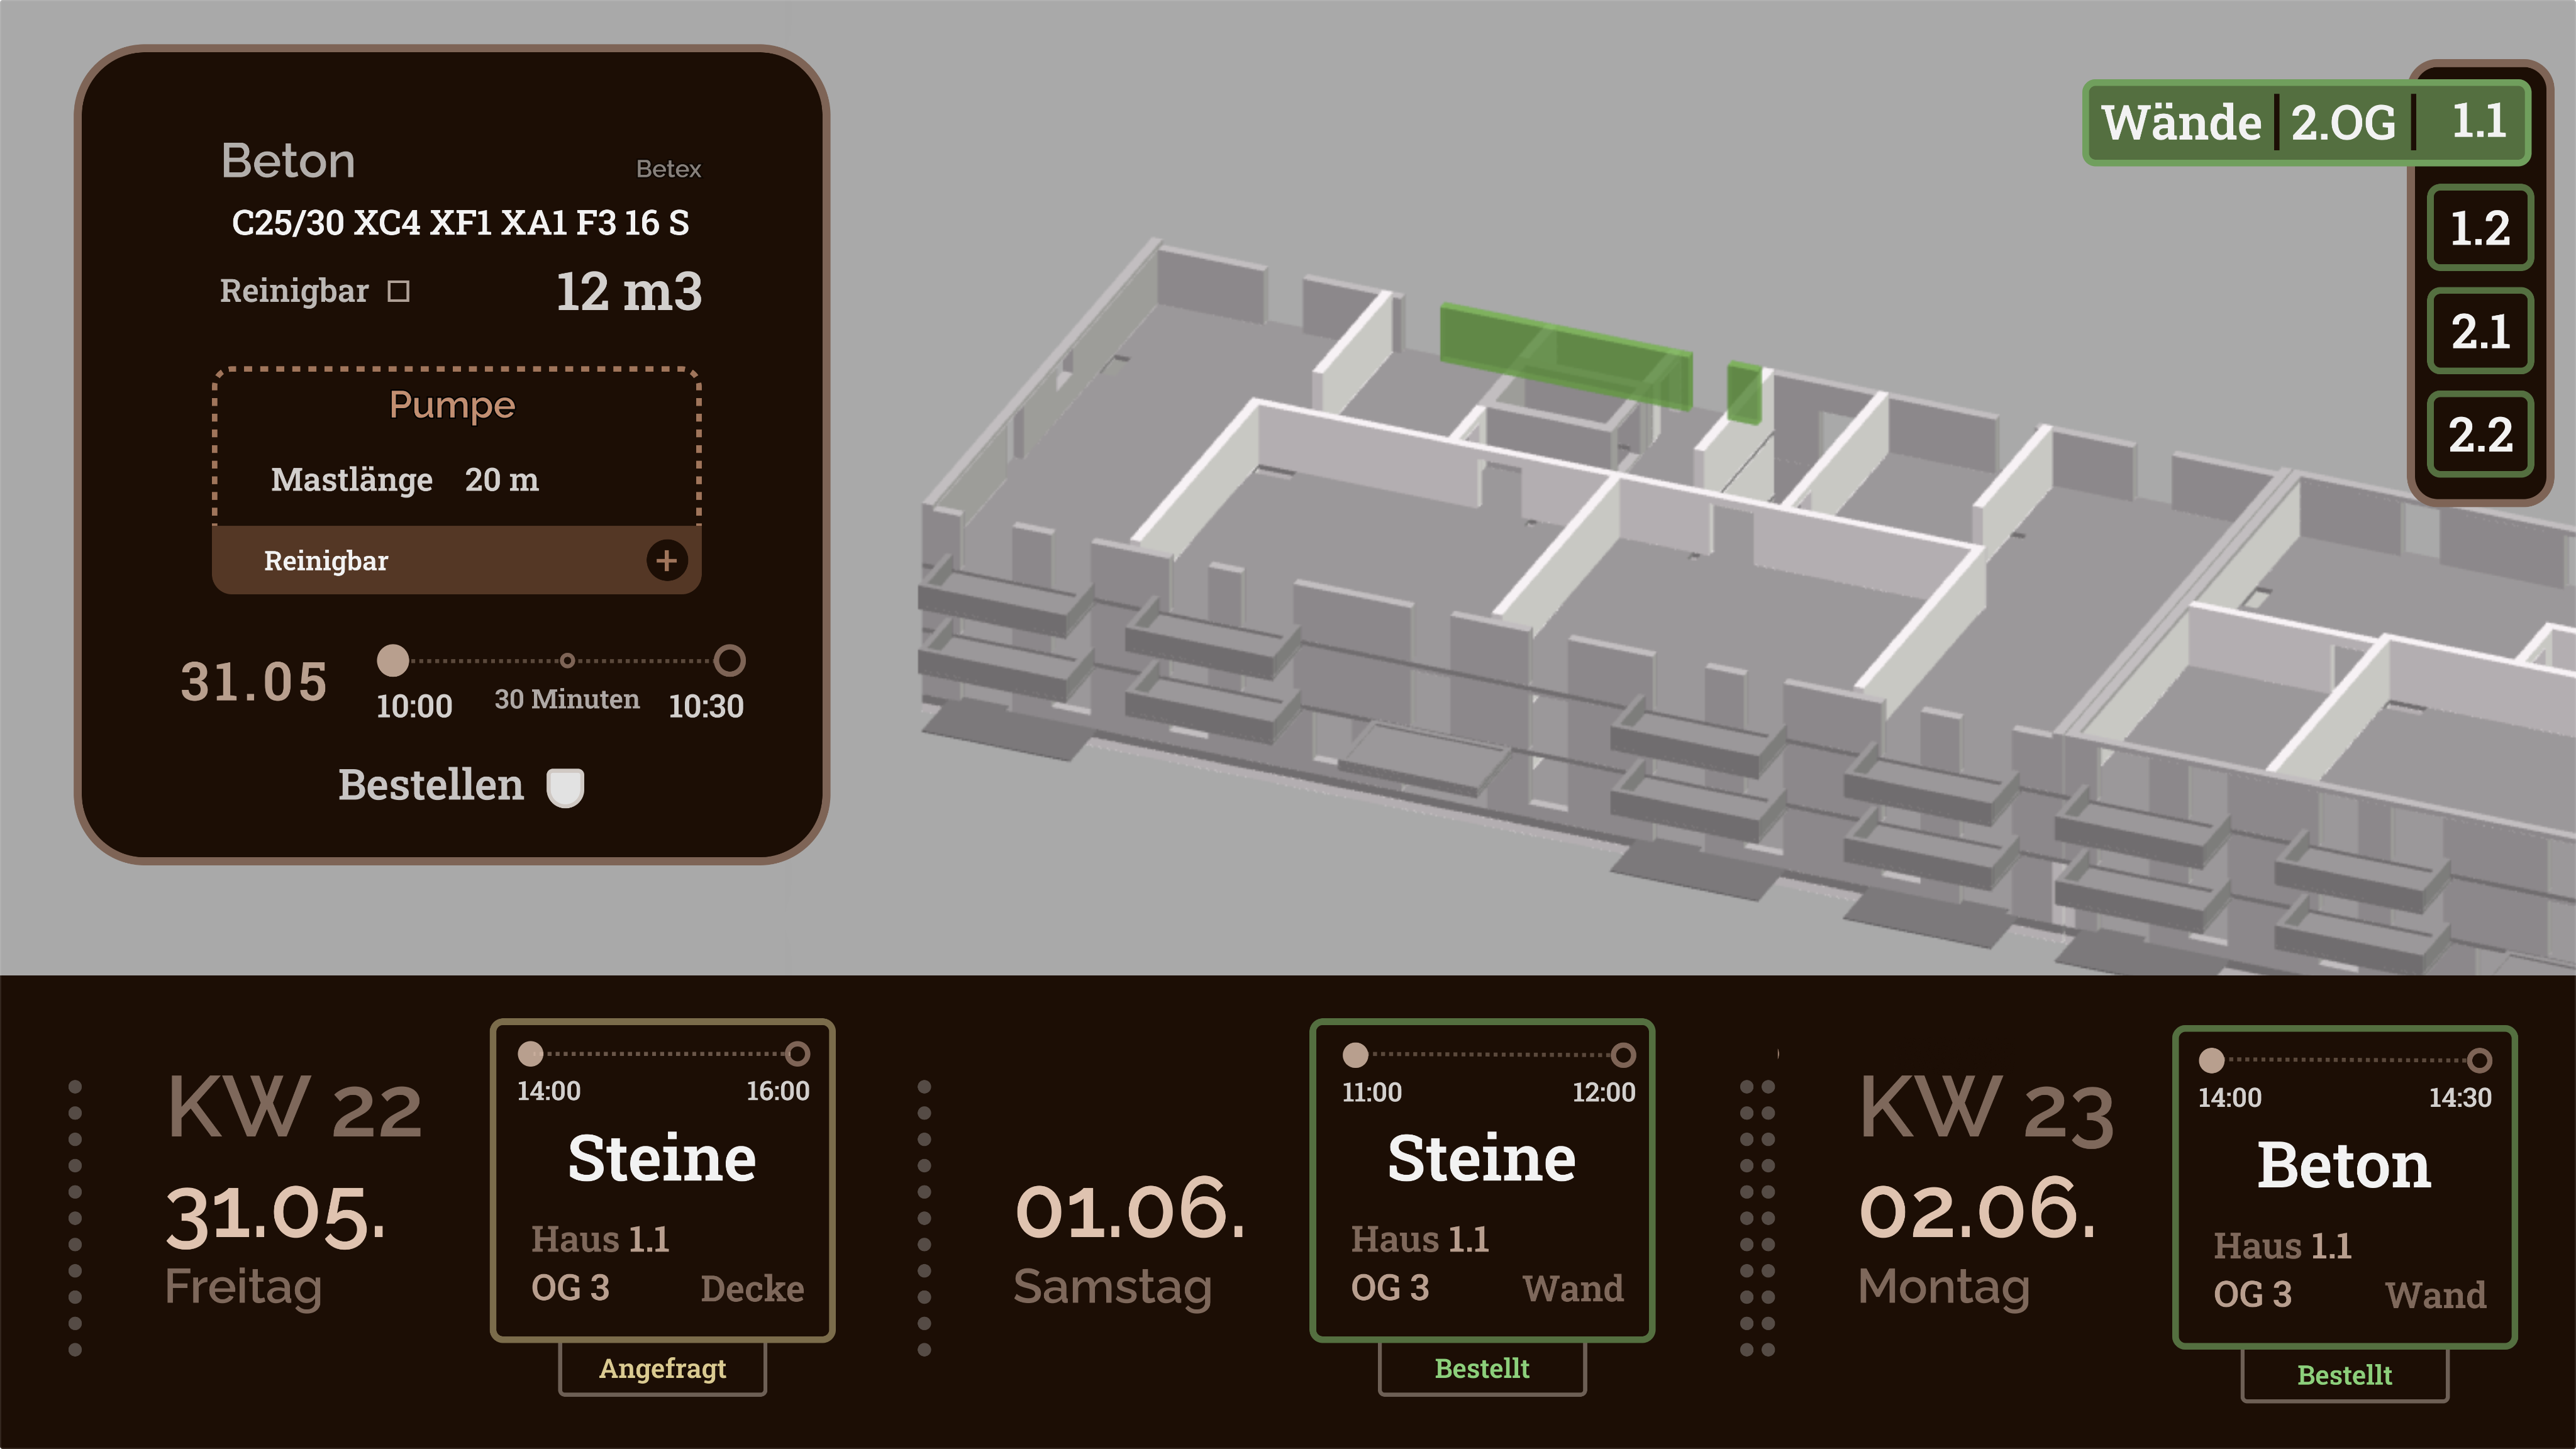 Beton Betex
C25/30 XC4 XF1 XA1 F3 16 S
Reinigbar 12 m3
Pumpe
Mastlänge 20 m
Reinigbar +
31.05
10:00 30 Minuten 10:30
Bestellen
Wände 2.OG 1.1
1.2
2.1
2.2
KW 22
31.05.
Freitag
14:00 16:00
Steine
Haus 1.1
OG 3 Decke
Angefragt
01.06.
Samstag
11:00 12:00
Steine
Haus 1.1
OG 3 Wand
Bestellt
KW 23
02.06.
Montag
14:00 14:30
Beton
Haus 1.1
OG 3 Wand
Bestellt